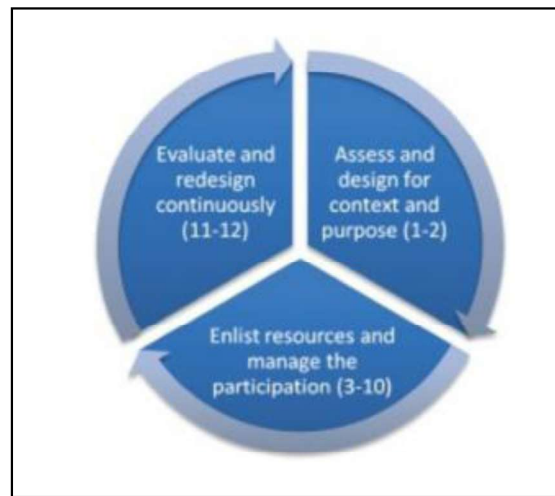 Evaluate and
redesign
continuously
(11-12)
Assess and
design for
context and
purpose (1-2)
Enlist resources and
manage the
participation (3-10)